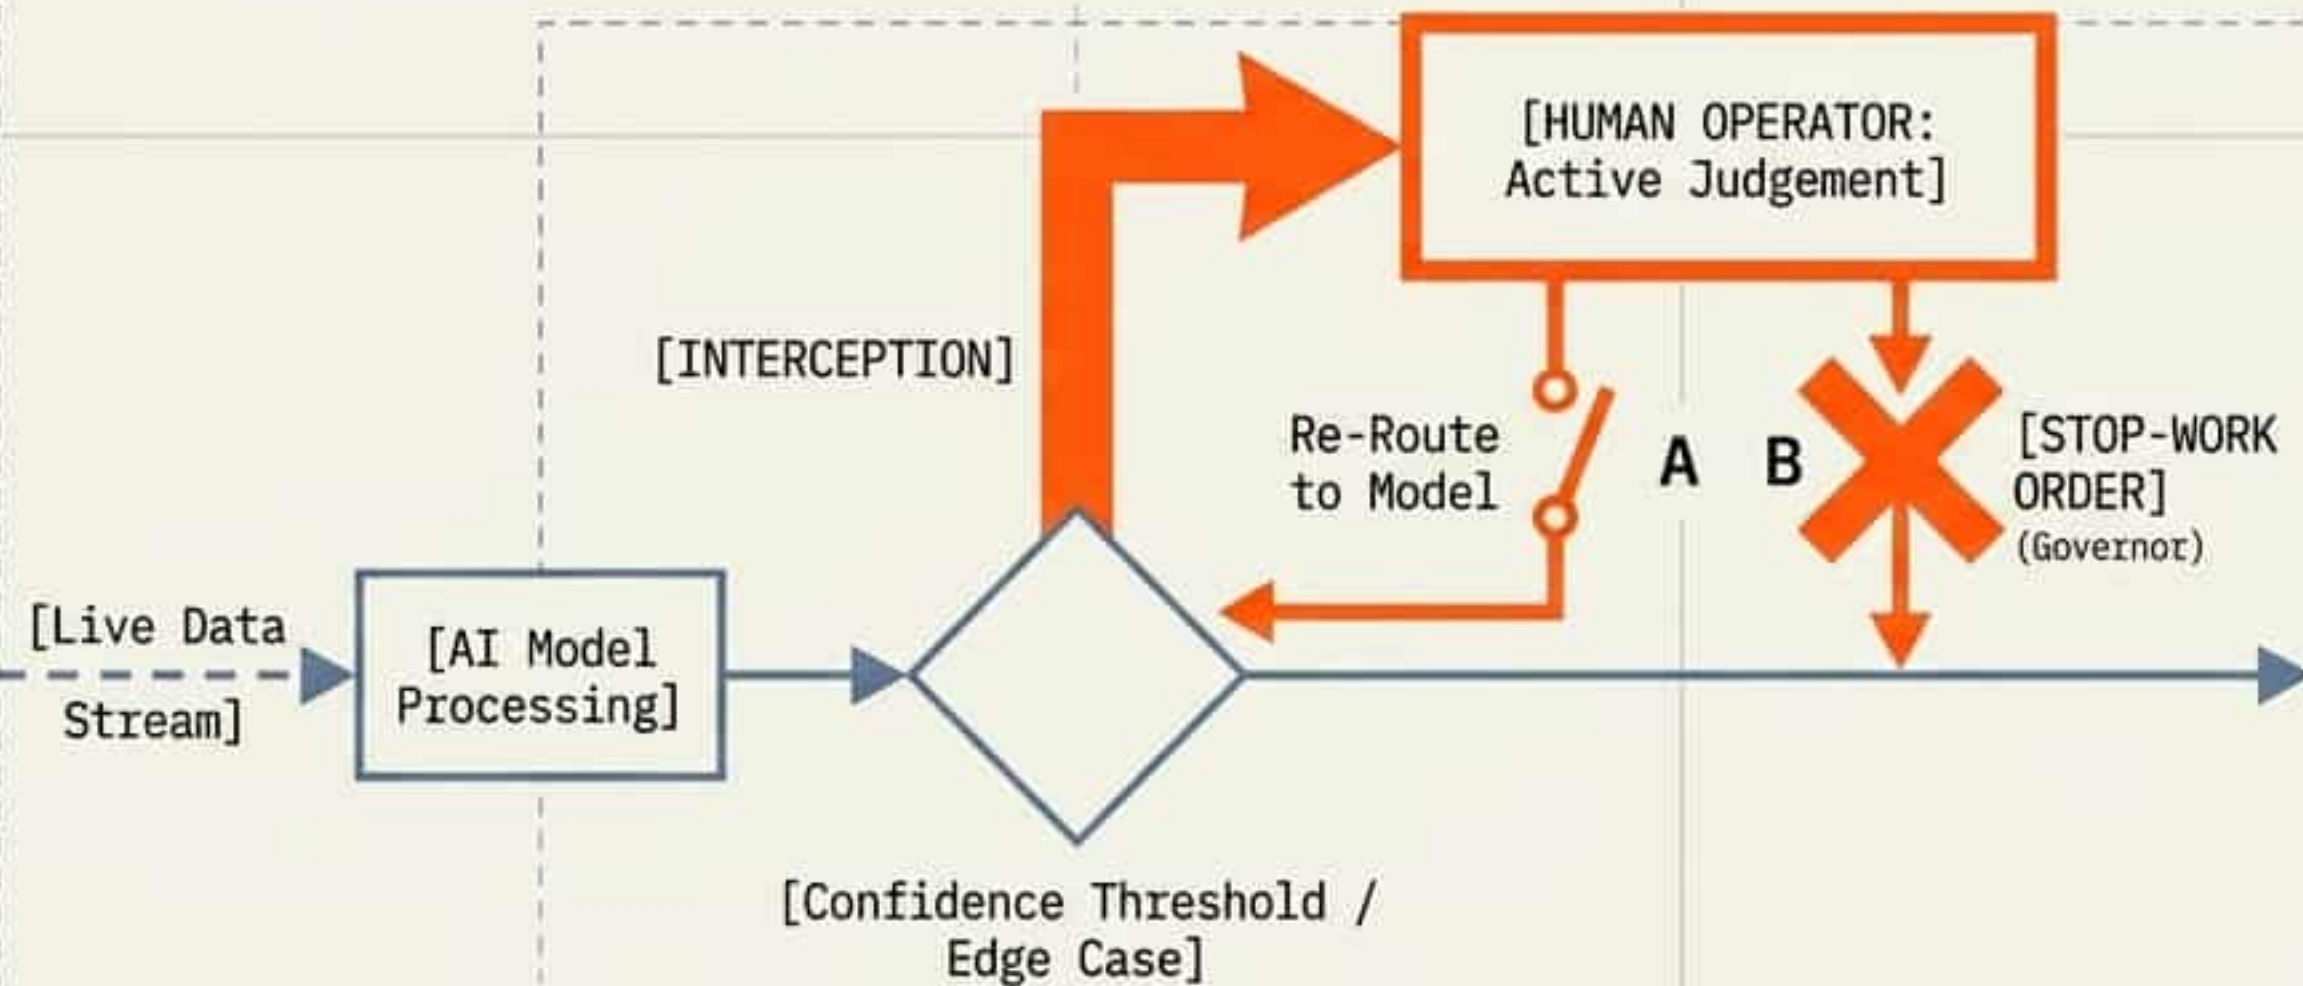 [HUMAN OPERATOR:
Active Judgement]
[INTERCEPTION]
Re-Route
to Model
A
B
[STOP-WORK
ORDER]
(Governor)
[Live Data
Stream]
[AI Model
Processing]
[Confidence Threshold /
Edge Case]